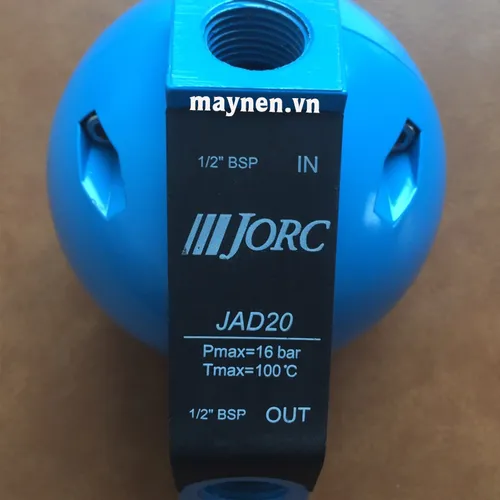 maynen.vn
1/2" BSP IN
JORC
JAD20
Pmax=16 bar
Tmax=100℃
1/2" BSP OUT